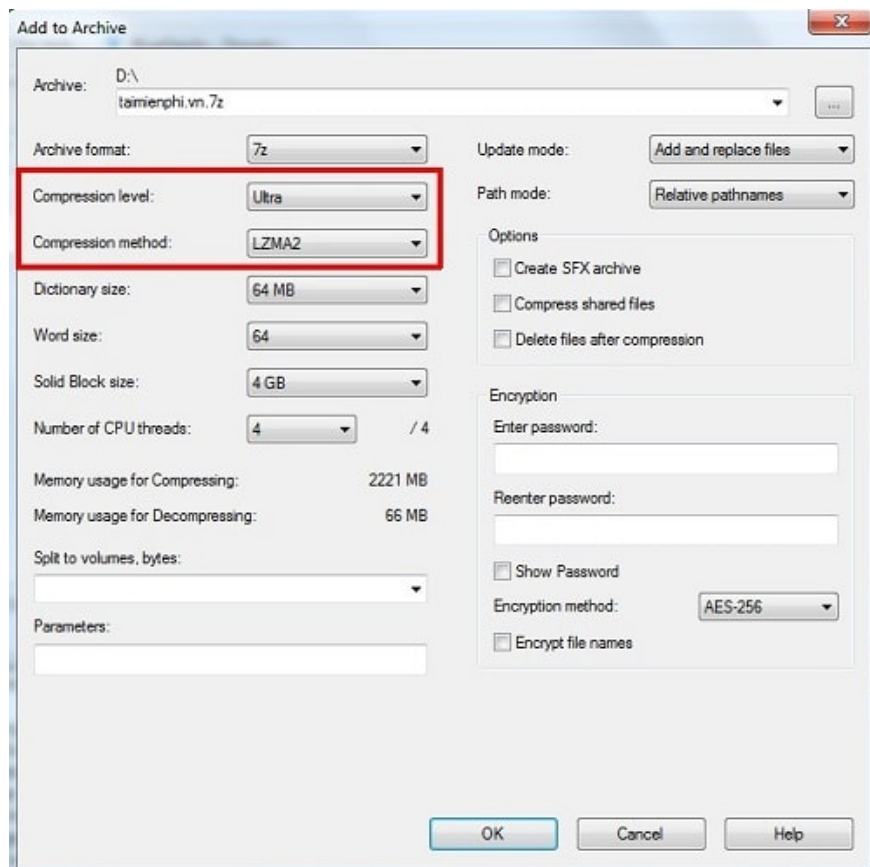 Add to Archive
Archive:
D:\
taimienphi.vn.7z
...
Archive format:
7z
Compression level:
Ultra
Compression method:
LZMA2
Dictionary size:
64 MB
Word size:
64
Solid Block size:
4 GB
Number of CPU threads:
4
/ 4
Memory usage for Compressing:
2221 MB
Memory usage for Decompressing:
66 MB
Split to volumes, bytes:
Parameters:
Update mode:
Add and replace files
Path mode:
Relative pathnames
Options
Create SFX archive
Compress shared files
Delete files after compression
Encryption
Enter password:
Reenter password:
Show Password
Encryption method:
AES-256
Encrypt file names
OK
Cancel
Help